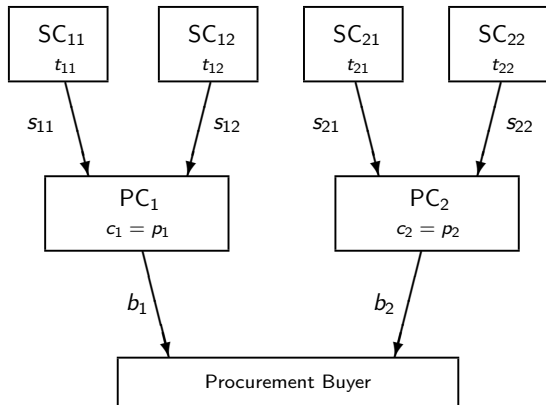 SC₁₁ SC₁₂ SC₂₁ SC₂₂
t₁₁ t₁₂ t₂₁ t₂₂
s₁₁ s₁₂ s₂₁ s₂₂
PC₁ PC₂
c₁ = p₁ c₂ = p₂
b₁ b₂
Procurement Buyer